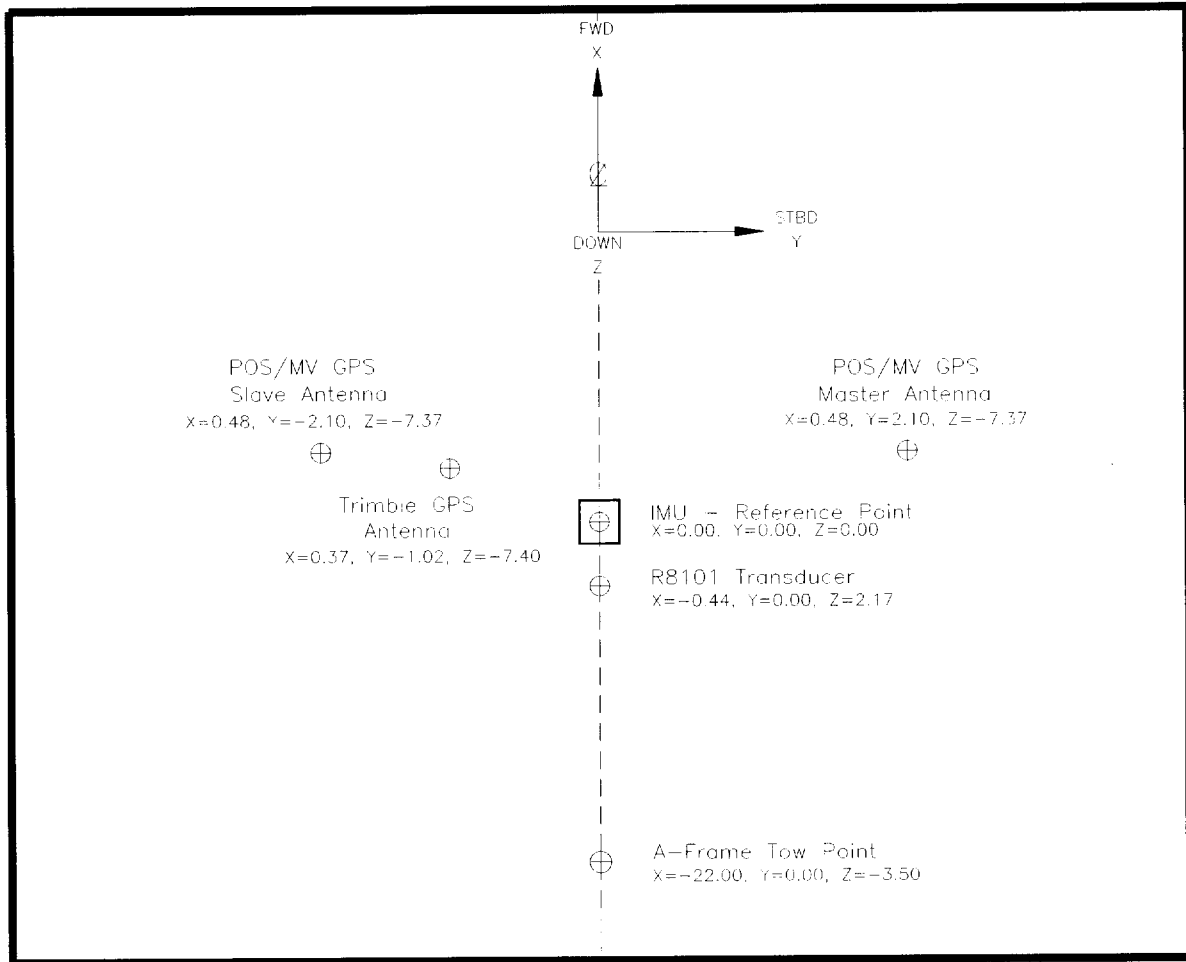 FWD
X
STBD
Y
DOWN
Z
POS/MV GPS
Slave Antenna
X=0.48, Y=-2.10, Z=-7.37
POS/MV GPS
Master Antenna
X=0.48, Y=2.10, Z=-7.37
Trimble GPS
Antenna
X=0.37, Y=-1.02, Z=-7.40
IMU - Reference Point
X=0.00, Y=0.00, Z=0.00
R8101 Transducer
X=-0.44, Y=0.00, Z=2.17
A-Frame Tow Point
X=-22.00, Y=0.00, Z=-3.50